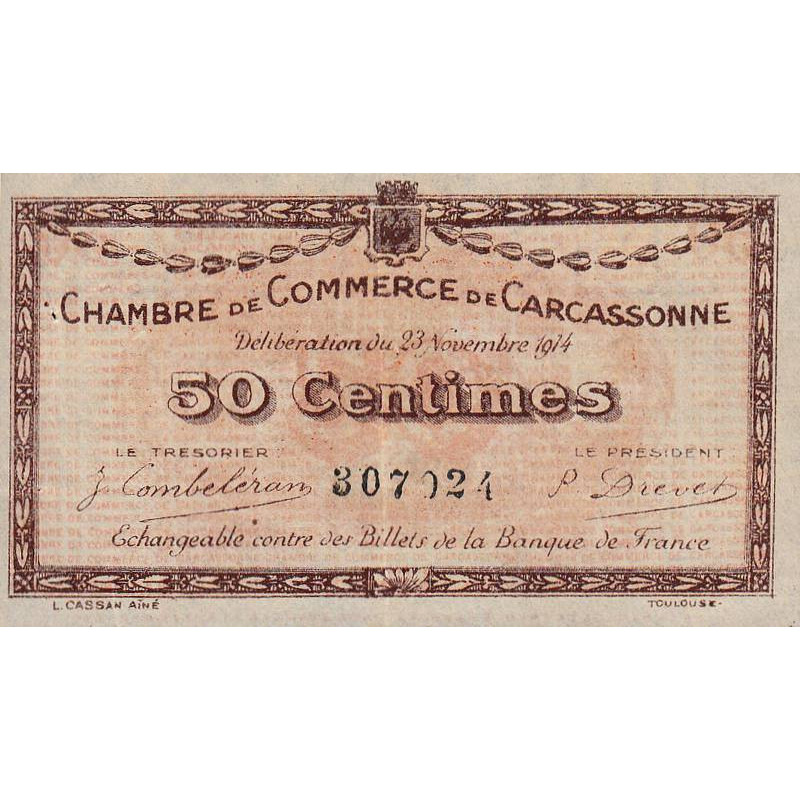 CHAMBRE DE COMMERCE DE CARCASSONNE
Délibération du 23 Novembre 1914
50 Centimes
LE TRESORIER LE PRÉSIDENT
J. Combeléran 307024 P. Drevet
Echangeable contre des Billets de la Banque de France
L. CASSAN AÎNÉ TOULOUSE